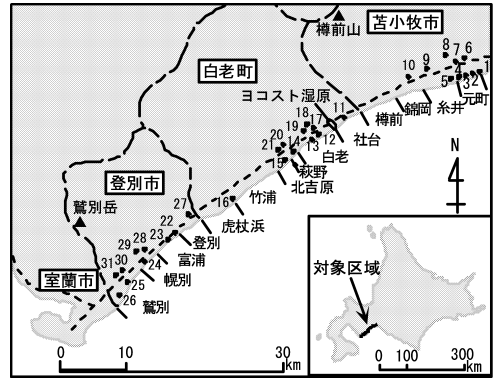 苫小牧市
樽前山
白老町
ヨコスト湿原
登別市
鷲別岳
室蘭市
8
7
6
10
9
5
4
3
2
1
元町
糸井
錦岡
樽前
社台
11
18
17
19
12
白老
13
20
14
21
萩野
15
北吉原
竹浦
16
虎杖浜
27
登別
22
23
富浦
28
29
24
幌別
30
31
25
26
鷲別
N
対象区域
0 100 300
km
0 10 30
km